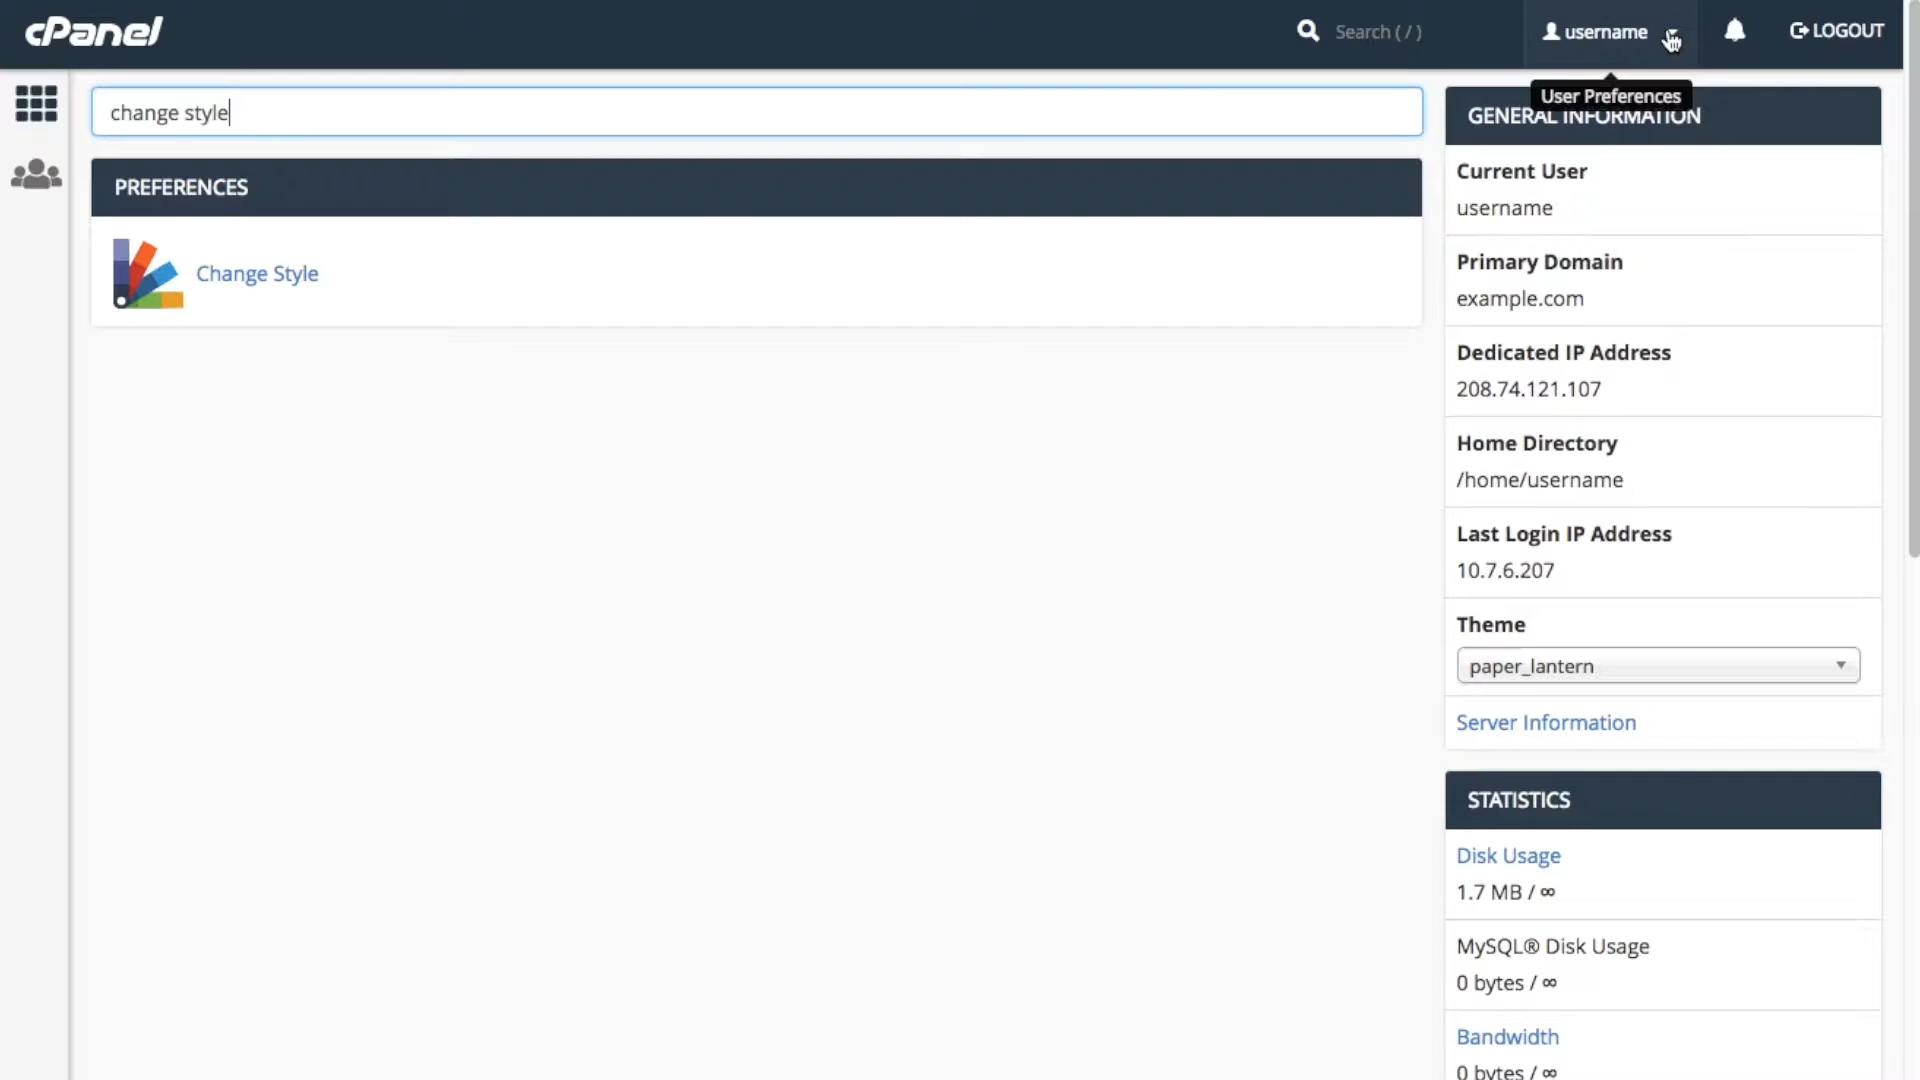 cPanel
Search ( / )
username
LOGOUT
User Preferences
change style
PREFERENCES
Change Style
GENERAL INFORMATION
Current User
username
Primary Domain
example.com
Dedicated IP Address
208.74.121.107
Home Directory
/home/username
Last Login IP Address
10.7.6.207
Theme
paper_lantern
Server Information
STATISTICS
Disk Usage
1.7 MB / ∞
MySQL® Disk Usage
0 bytes / ∞
Bandwidth
0 bytes / ∞